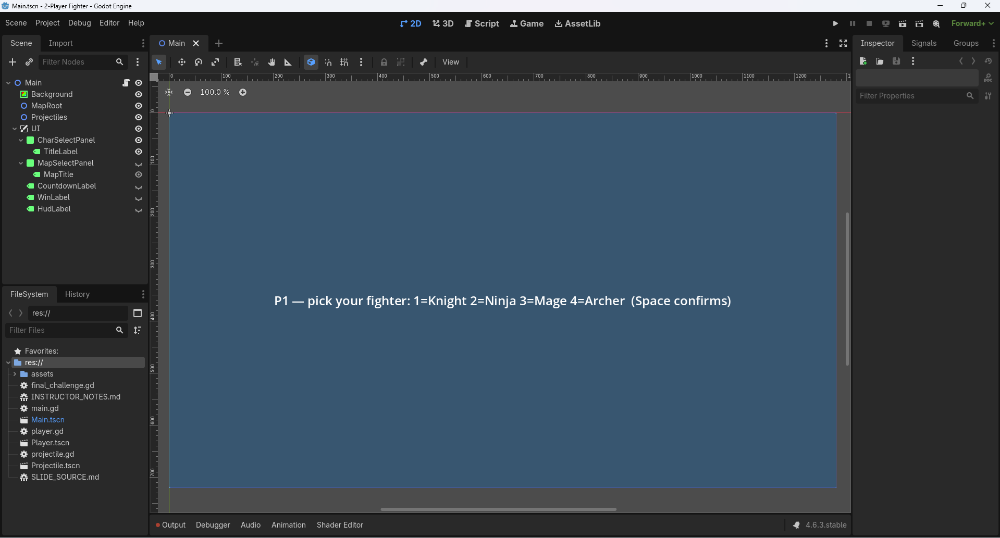 Main.tscn - 2-Player Fighter - Godot Engine
Scene Project Debug Editor Help
2D 3D Script Game AssetLib
Forward+
Scene Import
Filter Nodes
Main
Background
MapRoot
Projectiles
UI
CharSelectPanel
TitleLabel
MapSelectPanel
MapTitle
CountdownLabel
WinLabel
HudLabel
FileSystem History
res://
Filter Files
Favorites:
res://
assets
final_challenge.gd
INSTRUCTOR_NOTES.md
main.gd
Main.tscn
player.gd
Player.tscn
projectile.gd
Projectile.tscn
SLIDE_SOURCE.md
Main
View
0 100 200 300 400 500 600 700 800 900 1000 1100 1200 1
100.0 %
0
100
200
300
400
500
600
700
P1 — pick your fighter: 1=Knight 2=Ninja 3=Mage 4=Archer (Space confirms)
Output Debugger Audio Animation Shader Editor
4.6.3.stable
Inspector Signals Groups
DOC
Filter Properties